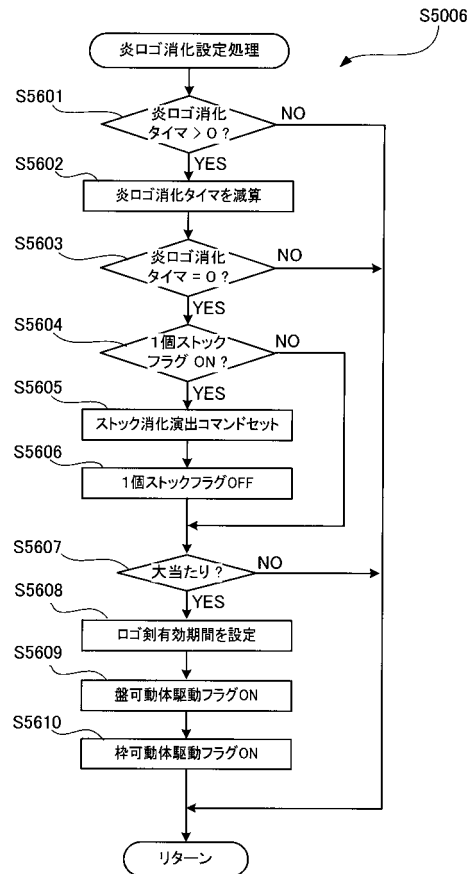 S5006
炎ロゴ消化設定処理
S5601
炎ロゴ消化
タイマ > 0 ?
NO
YES
S5602
炎ロゴ消化タイマを減算
S5603
炎ロゴ消化
タイマ = 0 ?
NO
YES
S5604
1個ストック
フラグ ON ?
NO
YES
S5605
ストック消化演出コマンドセット
S5606
1個ストックフラグOFF
S5607
大当たり ?
NO
YES
S5608
ロゴ剣有効期間を設定
S5609
盤可動体駆動フラグON
S5610
枠可動体駆動フラグON
リターン